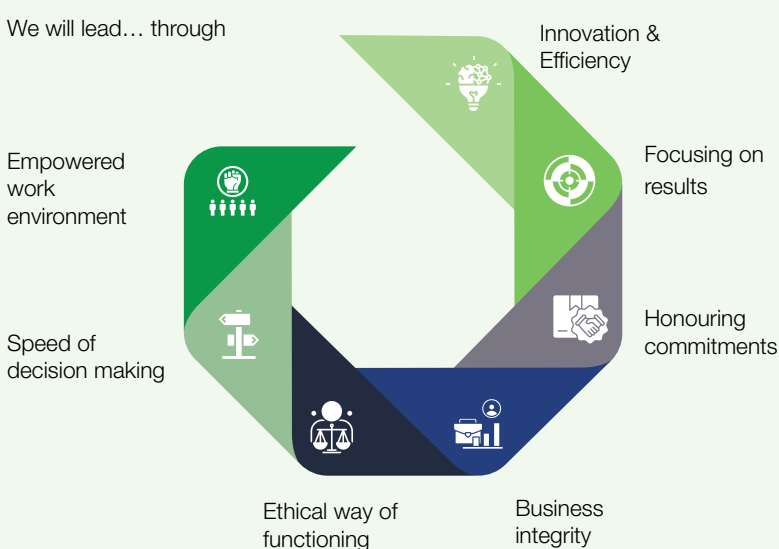 We will lead… through
Innovation &
Efficiency
Focusing on
results
Honouring
commitments
Business
integrity
Ethical way of
functioning
Speed of
decision making
Empowered
work
environment